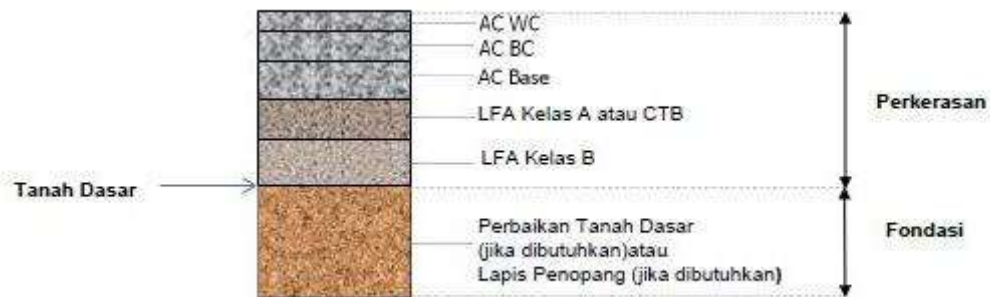 AC WC
AC BC
AC Base
LFA Kelas A atau CTB
LFA Kelas B
Perkerasan
Tanah Dasar
Perbaikan Tanah Dasar
(jika dibutuhkan)atau
Lapis Penopang (jika dibutuhkan)
Fondasi